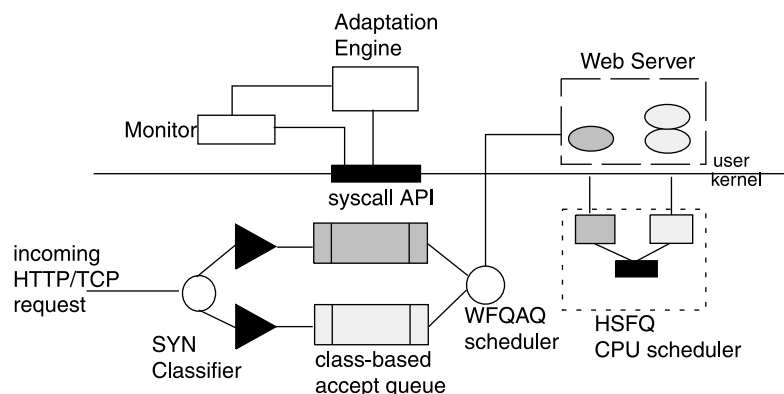 Adaptation
Engine
Web Server
Monitor
user
kernel
syscall API
incoming
HTTP/TCP
request
WFQAQ
scheduler
HSFQ
CPU scheduler
SYN
Classifier
class-based
accept queue